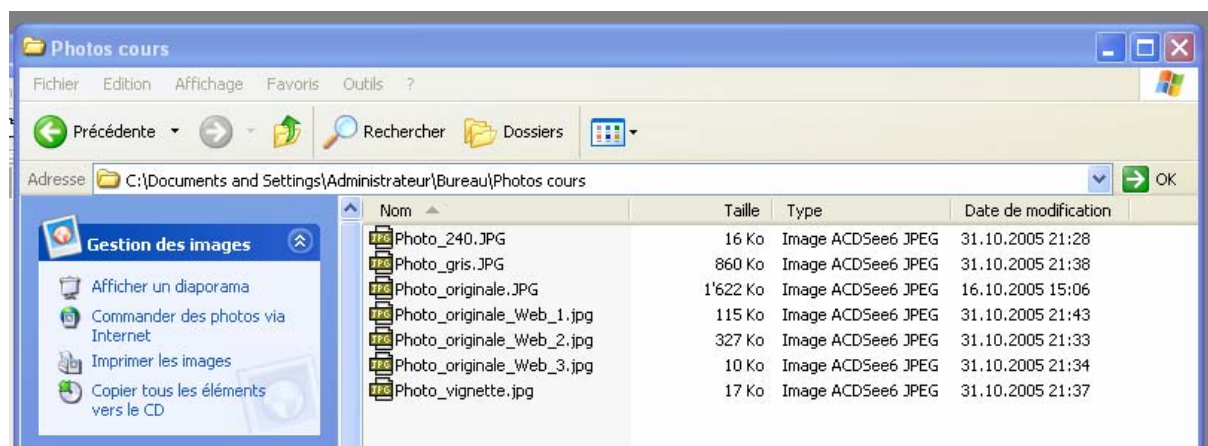 Photos cours
Fichier Edition Affichage Favoris Outils ?
Précédente Rechercher Dossiers
Adresse C:\Documents and Settings\Administrateur\Bureau\Photos cours OK
Gestion des images
Afficher un diaporama
Commander des photos via
Internet
Imprimer les images
Copier tous les éléments
vers le CD
Nom Taille Type Date de modification
Photo_240.JPG 16 Ko Image ACDSee6 JPEG 31.10.2005 21:28
Photo_gris.JPG 860 Ko Image ACDSee6 JPEG 31.10.2005 21:38
Photo_originale.JPG 1'622 Ko Image ACDSee6 JPEG 16.10.2005 15:06
Photo_originale_Web_1.jpg 115 Ko Image ACDSee6 JPEG 31.10.2005 21:43
Photo_originale_Web_2.jpg 327 Ko Image ACDSee6 JPEG 31.10.2005 21:33
Photo_originale_Web_3.jpg 10 Ko Image ACDSee6 JPEG 31.10.2005 21:34
Photo_vignette.jpg 17 Ko Image ACDSee6 JPEG 31.10.2005 21:37